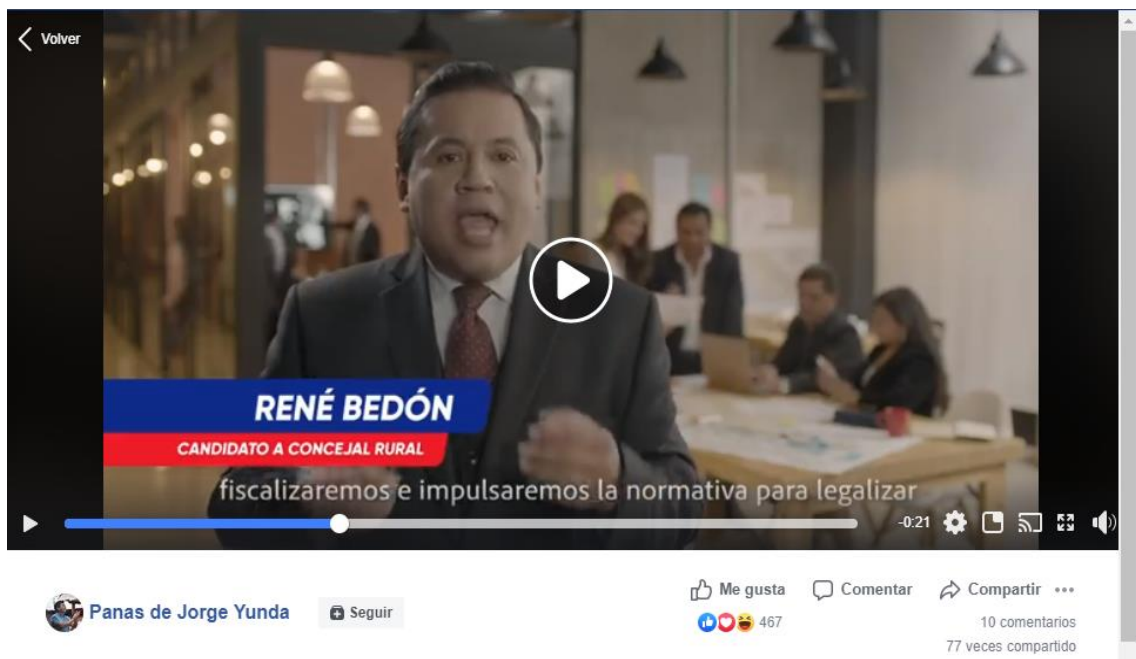 Volver
RENÉ BEDÓN
CANDIDATO A CONCEJAL RURAL
fiscalizaremos e impulsaremos la normativa para legalizar
-0:21
Panas de Jorge Yunda
Seguir
Me gusta
Comentar
Compartir
467
10 comentarios
77 veces compartido